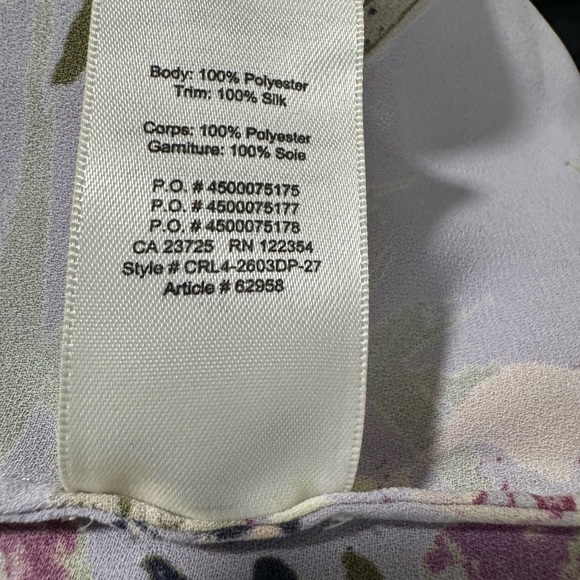 Body: 100% Polyester
Trim: 100% Silk
Corps: 100% Polyester
Garniture: 100% Soie
P.O. # 4500075175
P.O. # 4500075177
P.O. # 4500075178
CA 23725 RN 122354
Style # CRL4-2603DP-27
Article # 62958